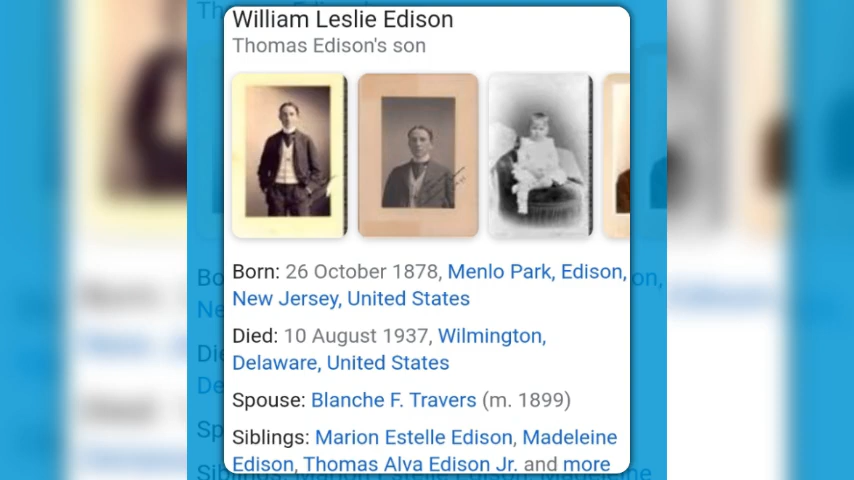 William Leslie Edison
Thomas Edison's son
Born: 26 October 1878, Menlo Park, Edison,
New Jersey, United States
Died: 10 August 1937, Wilmington,
Delaware, United States
Spouse: Blanche F. Travers (m. 1899)
Siblings: Marion Estelle Edison, Madeleine
Edison, Thomas Alva Edison Jr. and more